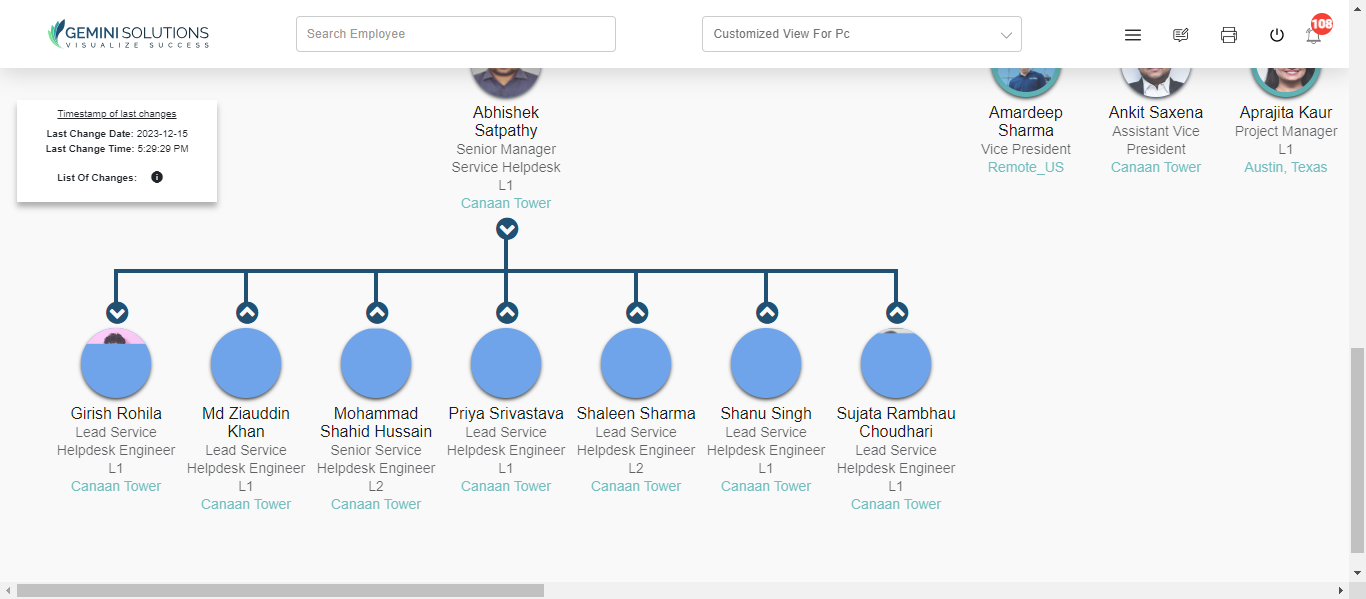 GEMINI SOLUTIONS
VISUALIZE SUCCESS
Search Employee
Customized View For Pc
108
Timestamp of last changes
Last Change Date: 2023-12-15
Last Change Time: 5:29:29 PM
List Of Changes:
Abhishek
Satpathy
Senior Manager
Service Helpdesk
L1
Canaan Tower
Amardeep
Sharma
Vice President
Remote_US
Ankit Saxena
Assistant Vice
President
Canaan Tower
Aprajita Kaur
Project Manager
L1
Austin, Texas
Girish Rohila
Lead Service
Helpdesk Engineer
L1
Canaan Tower
Md Ziauddin
Khan
Lead Service
Helpdesk Engineer
L1
Canaan Tower
Mohammad
Shahid Hussain
Senior Service
Helpdesk Engineer
L2
Canaan Tower
Priya Srivastava
Lead Service
Helpdesk Engineer
L1
Canaan Tower
Shaleen Sharma
Lead Service
Helpdesk Engineer
L2
Canaan Tower
Shanu Singh
Lead Service
Helpdesk Engineer
L1
Canaan Tower
Sujata Rambhau
Choudhari
Lead Service
Helpdesk Engineer
L1
Canaan Tower